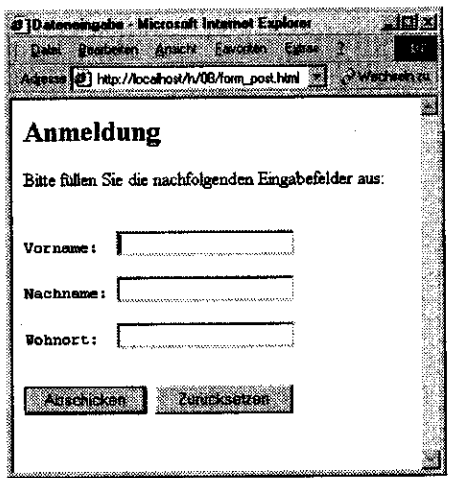 Dateneingabe - Microsoft Internet Explorer
Datei Bearbeiten Ansicht Favoriten Extras ?
Adresse http://localhost/h/08/form_post.html Wechseln zu
Anmeldung
Bitte füllen Sie die nachfolgenden Eingabefelder aus:
Vorname:
Nachname:
Wohnort:
Abschicken Zurücksetzen